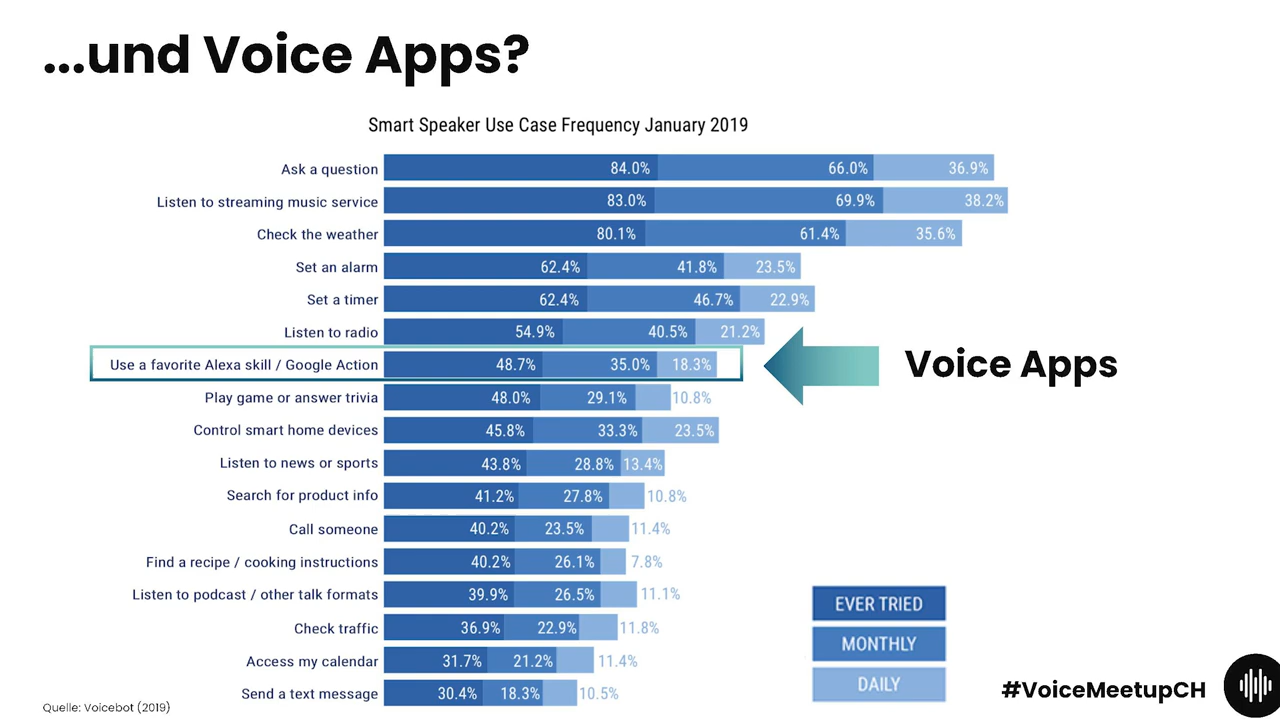 ...und Voice Apps?
Smart Speaker Use Case Frequency January 2019
Ask a question 84.0% 66.0% 36.9%
Listen to streaming music service 83.0% 69.9% 38.2%
Check the weather 80.1% 61.4% 35.6%
Set an alarm 62.4% 41.8% 23.5%
Set a timer 62.4% 46.7% 22.9%
Listen to radio 54.9% 40.5% 21.2%
Use a favorite Alexa skill / Google Action 48.7% 35.0% 18.3%
Voice Apps
Play game or answer trivia 48.0% 29.1% 10.8%
Control smart home devices 45.8% 33.3% 23.5%
Listen to news or sports 43.8% 28.8% 13.4%
Search for product info 41.2% 27.8% 10.8%
Call someone 40.2% 23.5% 11.4%
Find a recipe / cooking instructions 40.2% 26.1% 7.8%
Listen to podcast / other talk formats 39.9% 26.5% 11.1%
Check traffic 36.9% 22.9% 11.8%
Access my calendar 31.7% 21.2% 11.4%
Send a text message 30.4% 18.3% 10.5%
EVER TRIED
MONTHLY
DAILY
Quelle: Voicebot (2019)
#VoiceMeetupCH